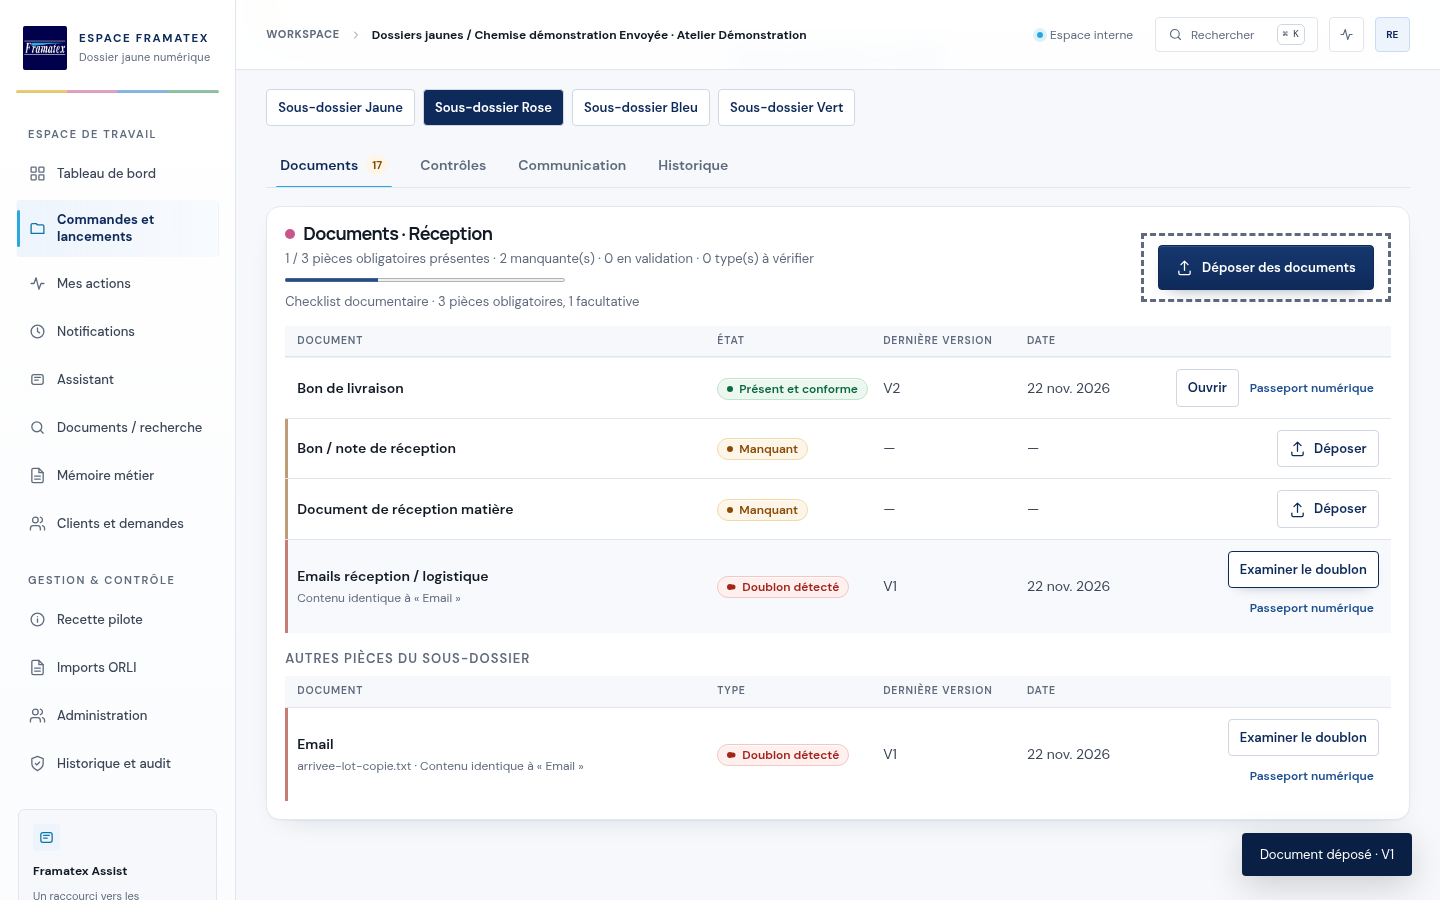 Framatex
ESPACE FRAMATEX
Dossier jaune numérique
ESPACE DE TRAVAIL
Tableau de bord
Commandes et
lancements
Mes actions
Notifications
Assistant
Documents / recherche
Mémoire métier
Clients et demandes
GESTION & CONTRÔLE
Recette pilote
Imports ORLI
Administration
Historique et audit
Framatex Assist
Un raccourci vers les
WORKSPACE
Dossiers jaunes / Chemise démonstration Envoyée · Atelier Démonstration
Espace interne
Rechercher ⌘ K
RE
Sous-dossier Jaune
Sous-dossier Rose
Sous-dossier Bleu
Sous-dossier Vert
Documents 17
Contrôles
Communication
Historique
Documents · Réception
1 / 3 pièces obligatoires présentes · 2 manquante(s) · 0 en validation · 0 type(s) à vérifier
Checklist documentaire · 3 pièces obligatoires, 1 facultative
Déposer des documents
DOCUMENT ÉTAT DERNIÈRE VERSION DATE
Bon de livraison Présent et conforme V2 22 nov. 2026 Ouvrir Passeport numérique
Bon / note de réception Manquant — — Déposer
Document de réception matière Manquant — — Déposer
Emails réception / logistique
Contenu identique à « Email »
Doublon détecté V1 22 nov. 2026 Examiner le doublon
Passeport numérique
AUTRES PIÈCES DU SOUS-DOSSIER
DOCUMENT TYPE DERNIÈRE VERSION DATE
Email
arrivee-lot-copie.txt · Contenu identique à « Email »
Doublon détecté V1 22 nov. 2026 Examiner le doublon
Passeport numérique
Document déposé · V1